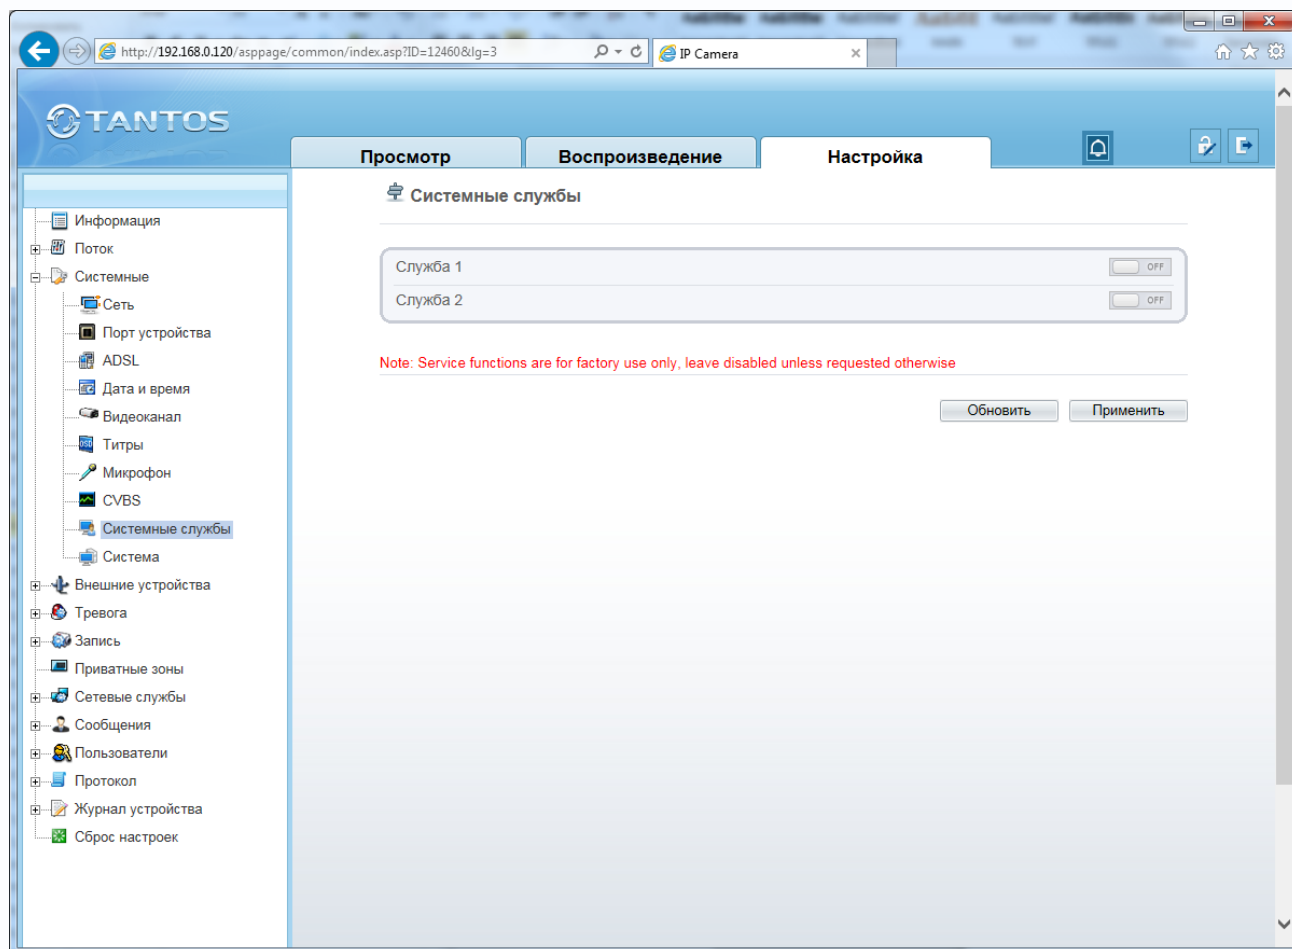 http://192.168.0.120/asppage/common/index.asp?ID=12460&lg=3
IP Camera
TANTOS
Просмотр
Воспроизведение
Настройка
Системные службы
Информация
Поток
Системные
Сеть
Порт устройства
ADSL
Дата и время
Видеоканал
Титры
Микрофон
CVBS
Системные службы
Система
Внешние устройства
Тревога
Запись
Приватные зоны
Сетевые службы
Сообщения
Пользователи
Протокол
Журнал устройства
Сброс настроек
Служба 1 OFF
Служба 2 OFF
Note: Service functions are for factory use only, leave disabled unless requested otherwise
Обновить
Применить